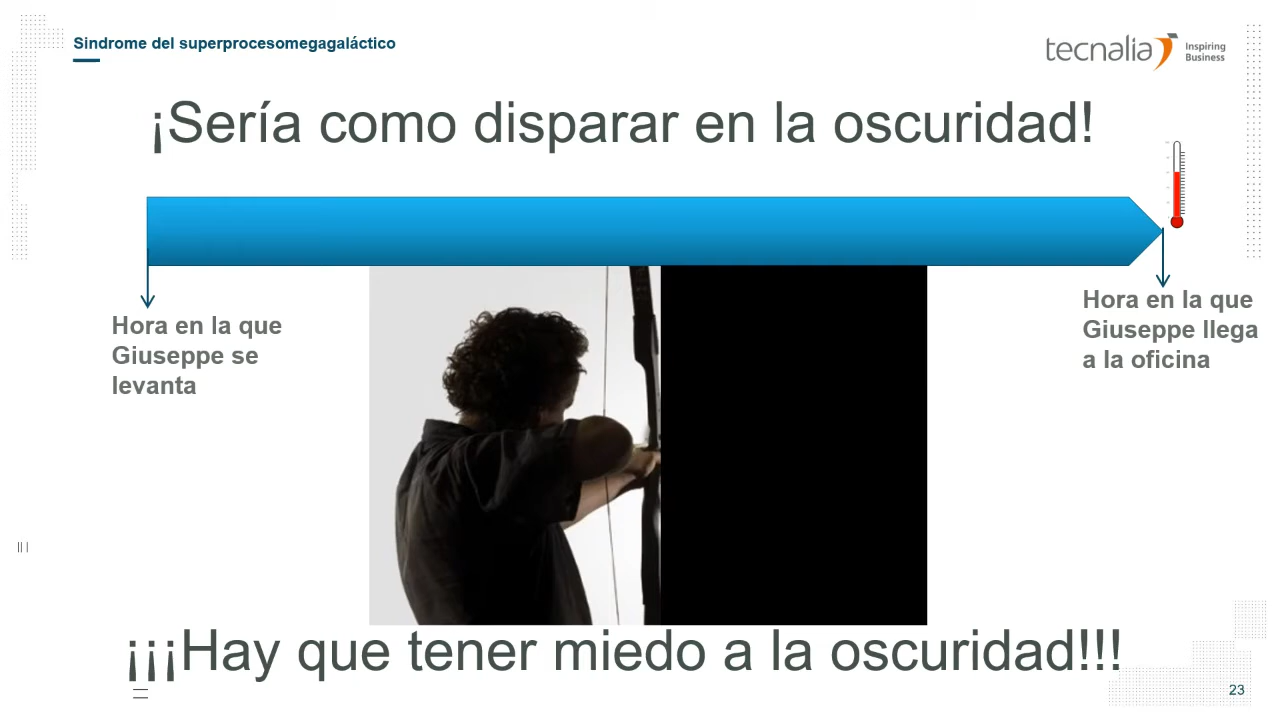 Sindrome del superprocesomegagaláctico
tecnalia Inspiring
Business
¡Sería como disparar en la oscuridad!
Hora en la que
Giuseppe se
levanta
Hora en la que
Giuseppe llega
a la oficina
¡¡¡Hay que tener miedo a la oscuridad!!!
23